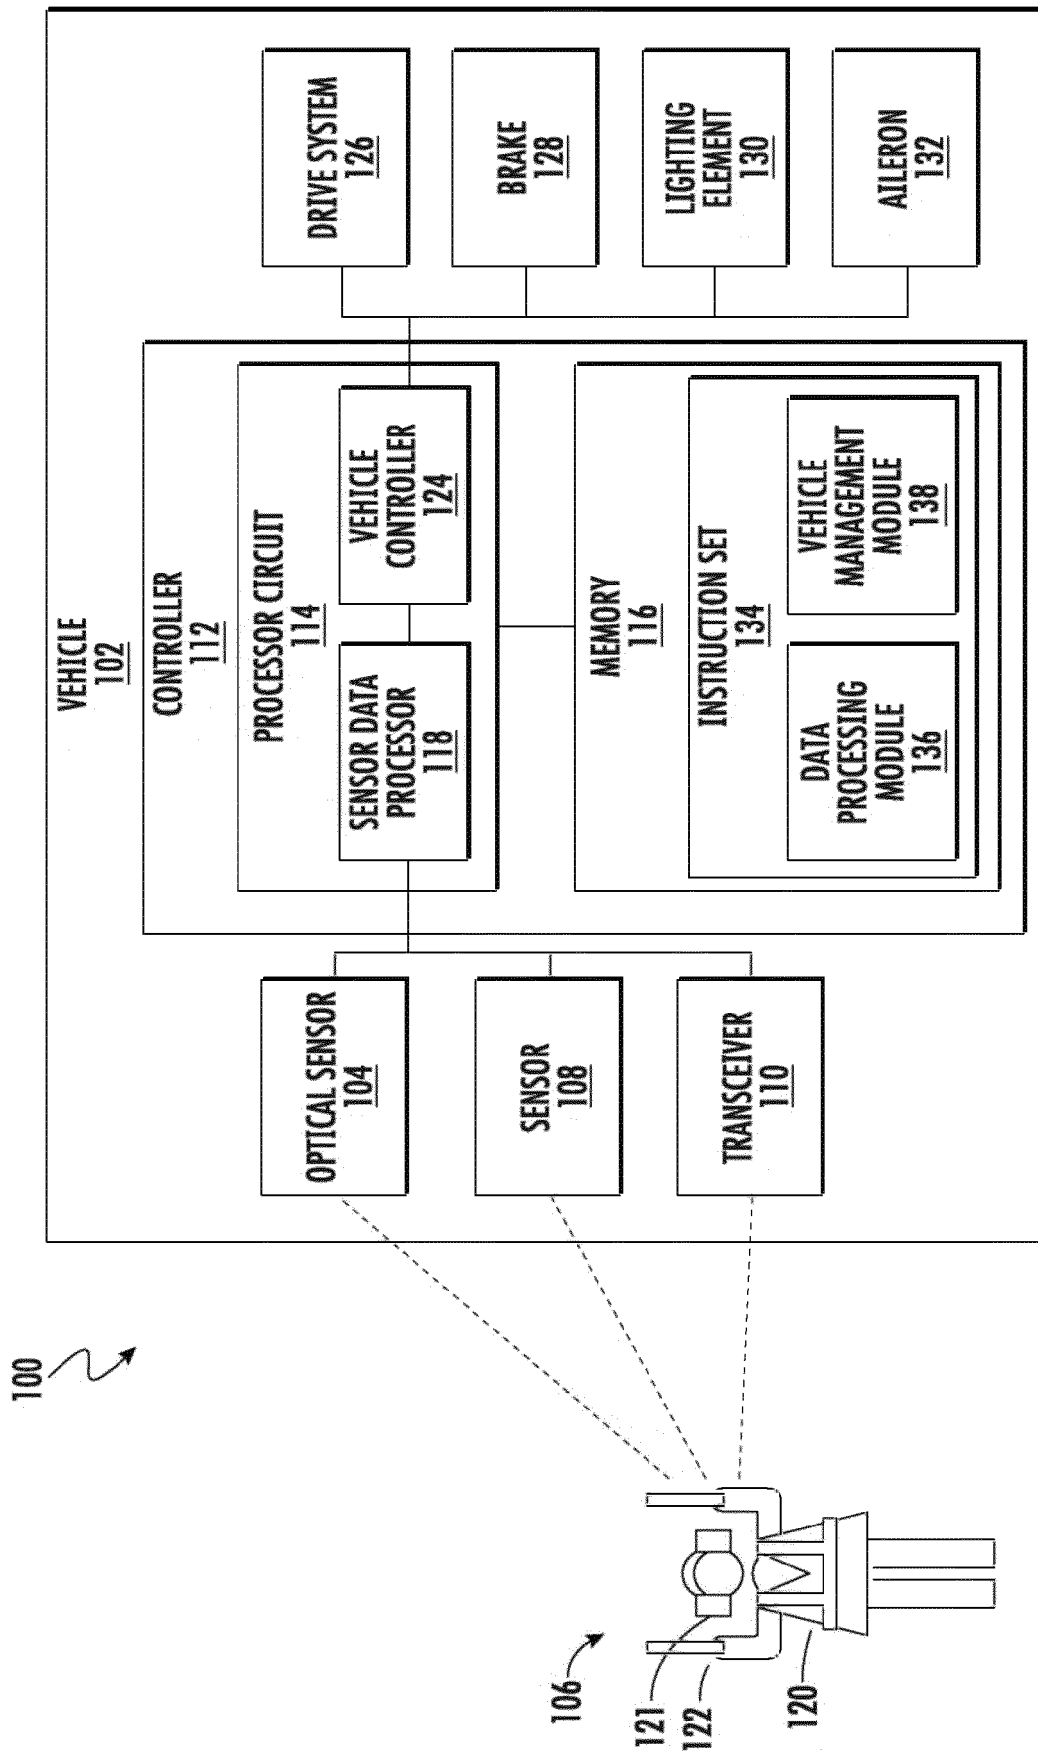 100
VEHICLE
102
CONTROLLER
112
PROCESSOR CIRCUIT
114
SENSOR DATA
PROCESSOR
118
VEHICLE
CONTROLLER
124
MEMORY
116
INSTRUCTION SET
134
DATA
PROCESSING
MODULE
136
VEHICLE
MANAGEMENT
MODULE
138
OPTICAL SENSOR
104
SENSOR
108
TRANSCEIVER
110
DRIVE SYSTEM
126
BRAKE
128
LIGHTING
ELEMENT
130
AILERON
132
106
121
122
120